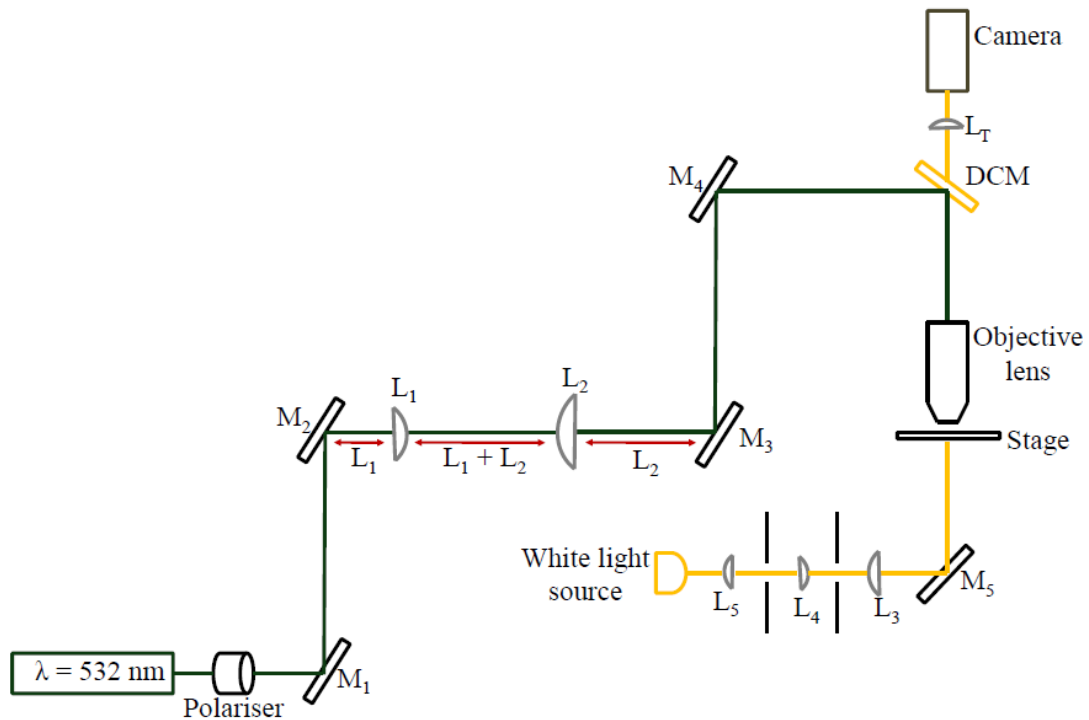 Camera
L_T
DCM
M_4
Objective
lens
L_2
L_1
M_2
M_3
L_1
L_1 + L_2
L_2
Stage
White light
source
L_5
L_4
L_3
M_5
λ = 532 nm
M_1
Polariser